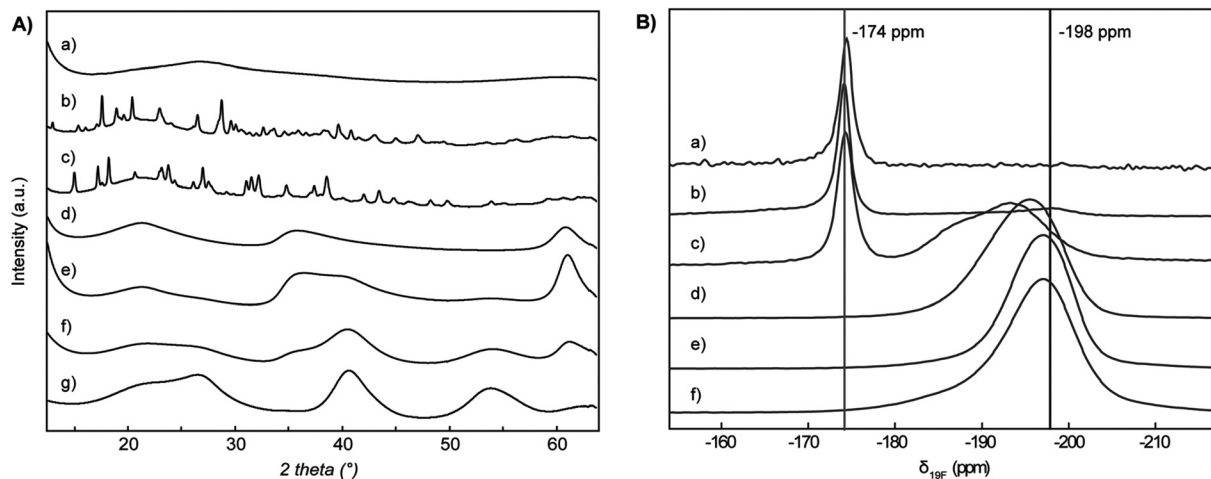 A)
a)
b)
c)
d)
e)
f)
g)
Intensity (a.u.)
20 30 40 50 60
2 theta (°)
B)
-174 ppm
-198 ppm
a)
b)
c)
d)
e)
f)
-160 -170 -180 -190 -200 -210
δ19F (ppm)